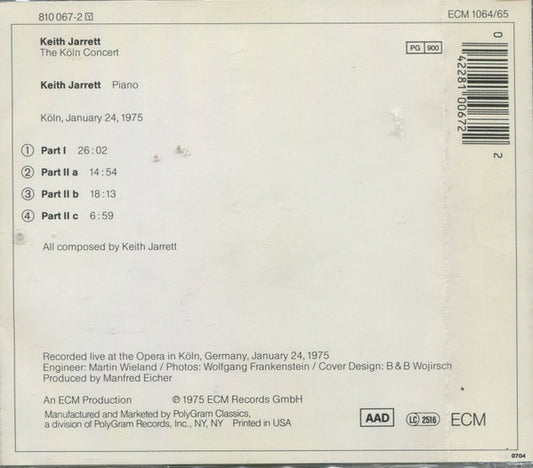 810 067-2 Y
ECM 1064/65
Keith Jarrett
The Köln Concert
PG 900
0
42281 00672
2
Keith Jarrett Piano
Köln, January 24, 1975
① Part I 26:02
② Part II a 14:54
③ Part II b 18:13
④ Part II c 6:59
All composed by Keith Jarrett
Recorded live at the Opera in Köln, Germany, January 24, 1975
Engineer: Martin Wieland / Photos: Wolfgang Frankenstein / Cover Design: B & B Wojirsch
Produced by Manfred Eicher
An ECM Production ℗ 1975 ECM Records GmbH
Manufactured and Marketed by PolyGram Classics,
a division of PolyGram Records, Inc., NY, NY Printed in USA
AAD LC 2516 ECM
0704